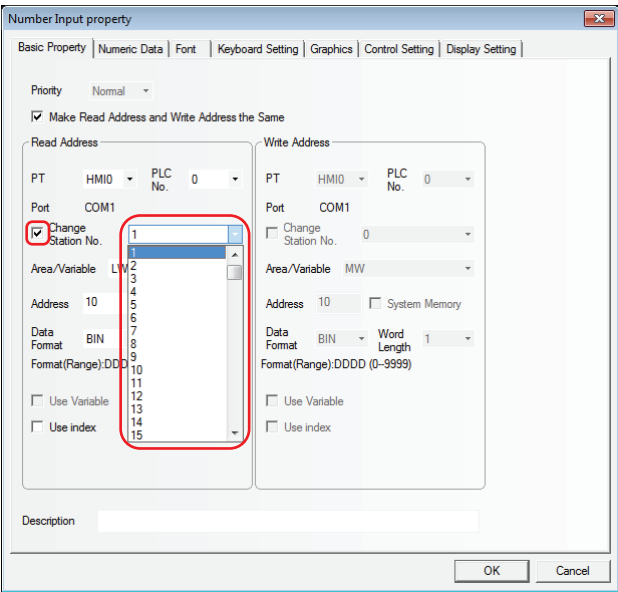 Number Input property
Basic Property Numeric Data Font Keyboard Setting Graphics Control Setting Display Setting
Priority Normal
Make Read Address and Write Address the Same
Read Address
PT HMI0 PLC No. 0
Port COM1
Change Station No. 1
1
2
3
4
5
6
7
8
9
10
11
12
13
14
15
Area/Variable LW
Address 10
Data Format BIN
Format(Range):DDD
Use Variable
Use index
Write Address
PT HMI0 PLC No. 0
Port COM1
Change Station No. 0
Area/Variable MW
Address 10 System Memory
Data Format BIN Word Length 1
Format(Range):DDDD (0~9999)
Use Variable
Use index
Description
OK Cancel